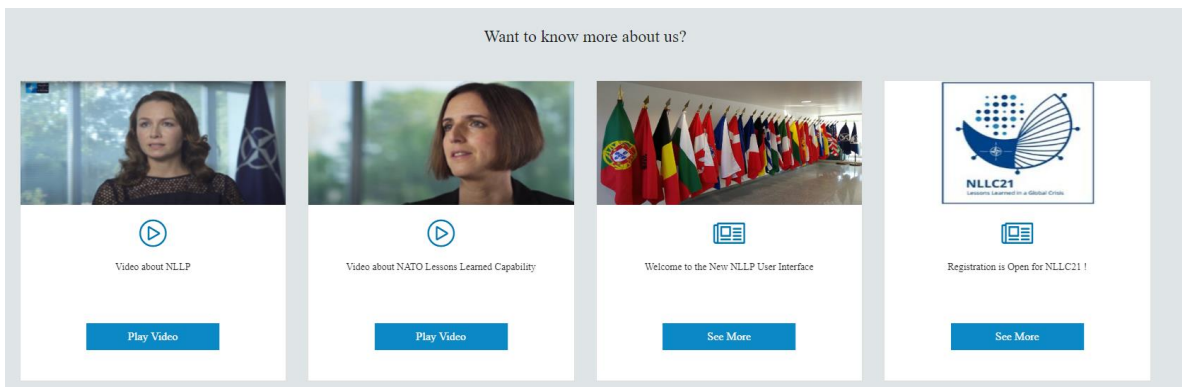 Want to know more about us?
NLLC21
Lessons Learned in a Global Crisis
Video about NLLP
Video about NATO Lessons Learned Capability
Welcome to the New NLLP User Interface
Registration is Open for NLLC21 !
Play Video
Play Video
See More
See More